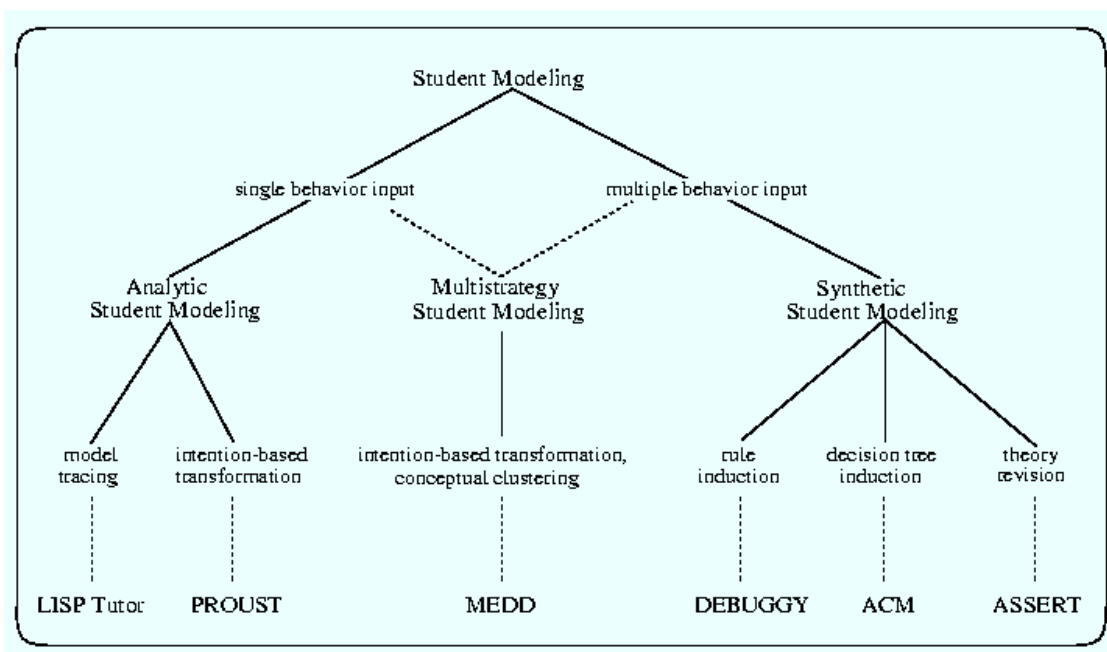 Student Modeling
single behavior input
multiple behavior input
Analytic
Student Modeling
Multistrategy
Student Modeling
Synthetic
Student Modeling
model
tracing
intention-based
transformation
intention-based transformation,
conceptual clustering
rule
induction
decision tree
induction
theory
revision
LISP Tutor
PROUST
MEDD
DEBUGGY
ACM
ASSERT